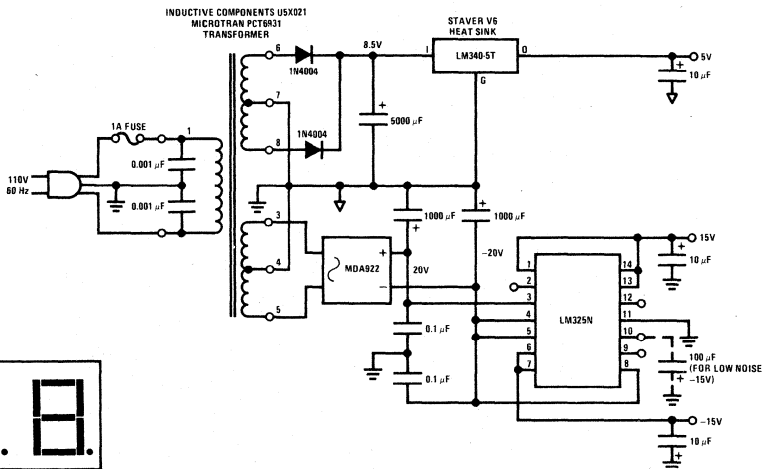 INDUCTIVE COMPONENTS U5X021
MICROTRAN PCT6931
TRANSFORMER
STAVER V6
HEAT SINK
6
8.5V
I
LM340-5T
O
5V
1N4004
G
+
10 µF
7
1A FUSE
1
+
5000 µF
1N4004
8
0.001 µF
110V
60 Hz
0.001 µF
3
1000 µF
+
+
1000 µF
4
MDA922
+
20V
-20V
−
5
15V
+
10 µF
1
14
2
13
3
12
4
LM325N
11
5
10
6
9
7
8
0.1 µF
0.1 µF
100 µF
(FOR LOW NOISE
+
-15V)
-15V
10 µF
+